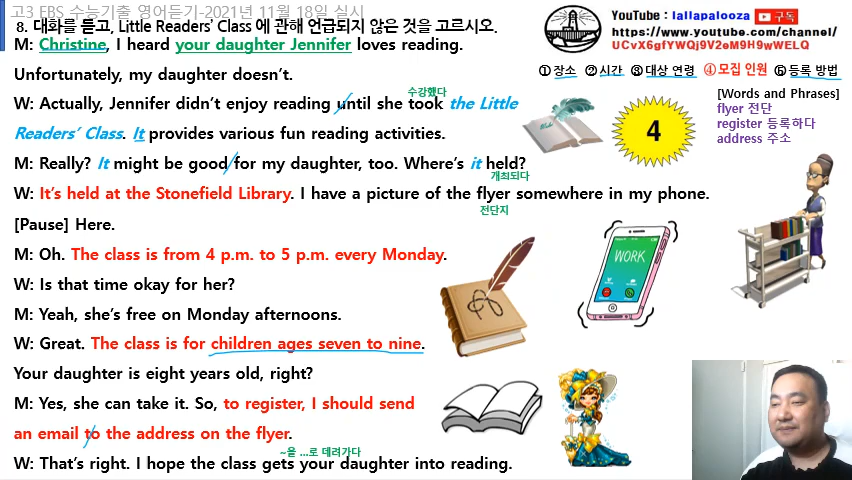 고3 EBS 수능기출 영어듣기-2021년 11월 18일 실시
8. 대화를 듣고, Little Readers' Class 에 관해 언급되지 않은 것을 고르시오.
YouTube : lallapalooza 구독
https://www.youtube.com/channel/
UCvX6gfYWQj9V2eM9H9wWELQ
① 장소 ② 시간 ③ 대상 연령 ④ 모집 인원 ⑤ 등록 방법
M: Christine, I heard your daughter Jennifer loves reading.
Unfortunately, my daughter doesn't.
수강했다
W: Actually, Jennifer didn't enjoy reading until she took the Little
Readers' Class. It provides various fun reading activities.
M: Really? It might be good for my daughter, too. Where's it held?
개최되다
W: It's held at the Stonefield Library. I have a picture of the flyer somewhere in my phone.
전단지
[Pause] Here.
M: Oh. The class is from 4 p.m. to 5 p.m. every Monday.
W: Is that time okay for her?
M: Yeah, she's free on Monday afternoons.
W: Great. The class is for children ages seven to nine.
Your daughter is eight years old, right?
M: Yes, she can take it. So, to register, I should send
an email to the address on the flyer.
~을 ...로 데려가다
W: That's right. I hope the class gets your daughter into reading.
4
[Words and Phrases]
flyer 전단
register 등록하다
address 주소
WORK